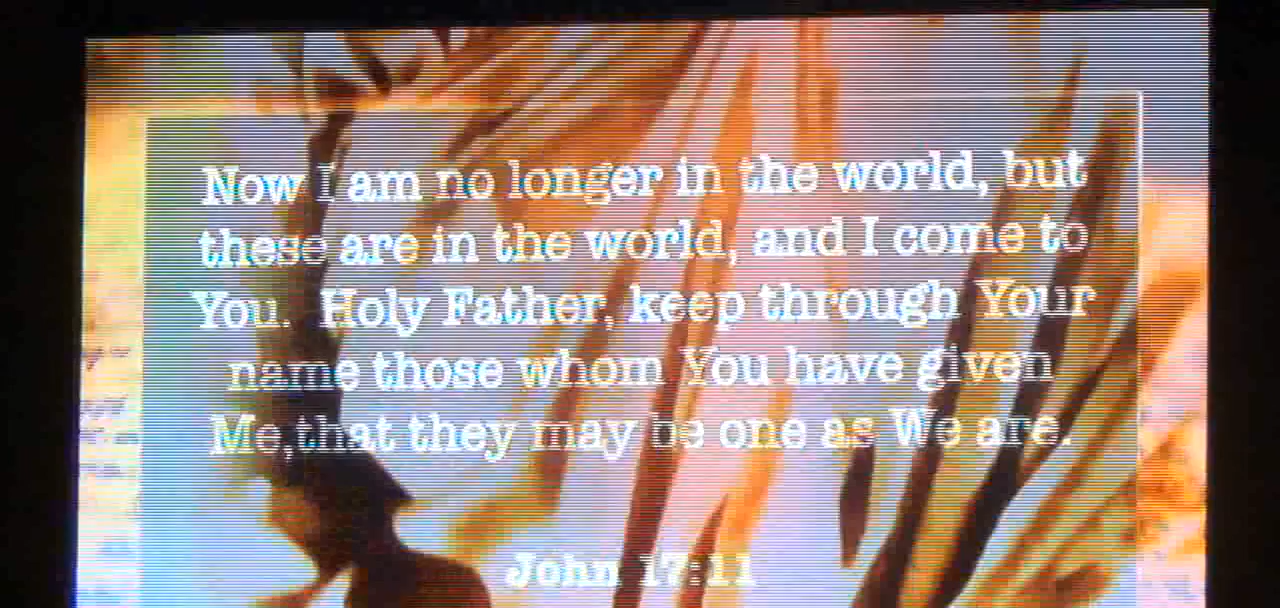 Now I am no longer in the world, but
these are in the world, and I come to
You. Holy Father, keep through Your
name those whom You have given
Me,that they may be one as We are.
John 17:11